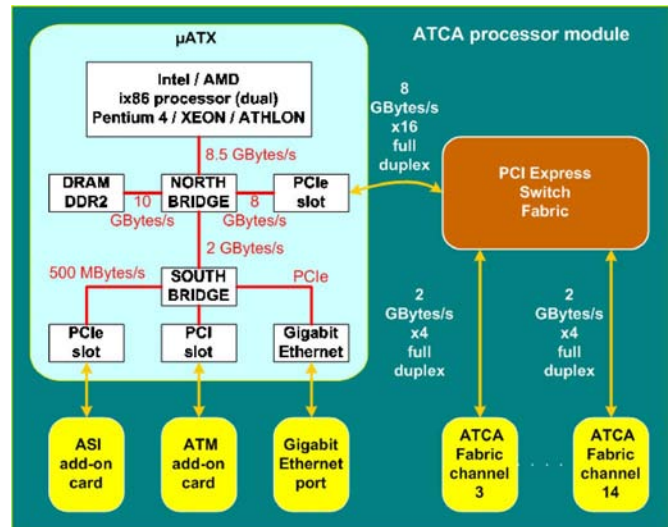 µATX
ATCA processor module
Intel / AMD
ix86 processor (dual)
Pentium 4 / XEON / ATHLON
8.5 GBytes/s
DRAM
DDR2
10
GBytes/s
NORTH
BRIDGE
8
GBytes/s
PCIe
slot
8
GBytes/s
x16
full
duplex
PCI Express
Switch
Fabric
2 GBytes/s
500 MBytes/s
SOUTH
BRIDGE
PCIe
PCIe
slot
PCI
slot
Gigabit
Ethernet
2
GBytes/s
x4
full
duplex
2
GBytes/s
x4
full
duplex
ASI
add-on
card
ATM
add-on
card
Gigabit
Ethernet
port
ATCA
Fabric
channel
3
. . . . .
ATCA
Fabric
channel
14